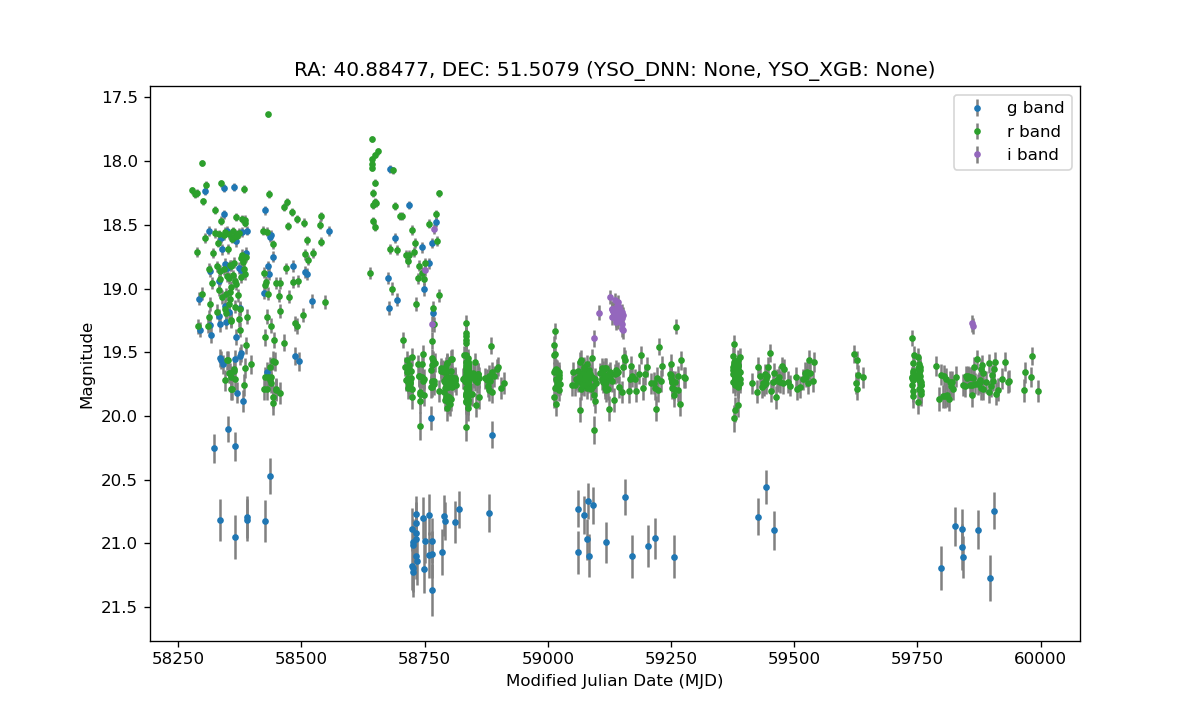 RA: 40.88477, DEC: 51.5079 (YSO_DNN: None, YSO_XGB: None)
g band
r band
i band
17.5
18.0
18.5
19.0
19.5
20.0
20.5
21.0
21.5
Magnitude
58250 58500 58750 59000 59250 59500 59750 60000
Modified Julian Date (MJD)